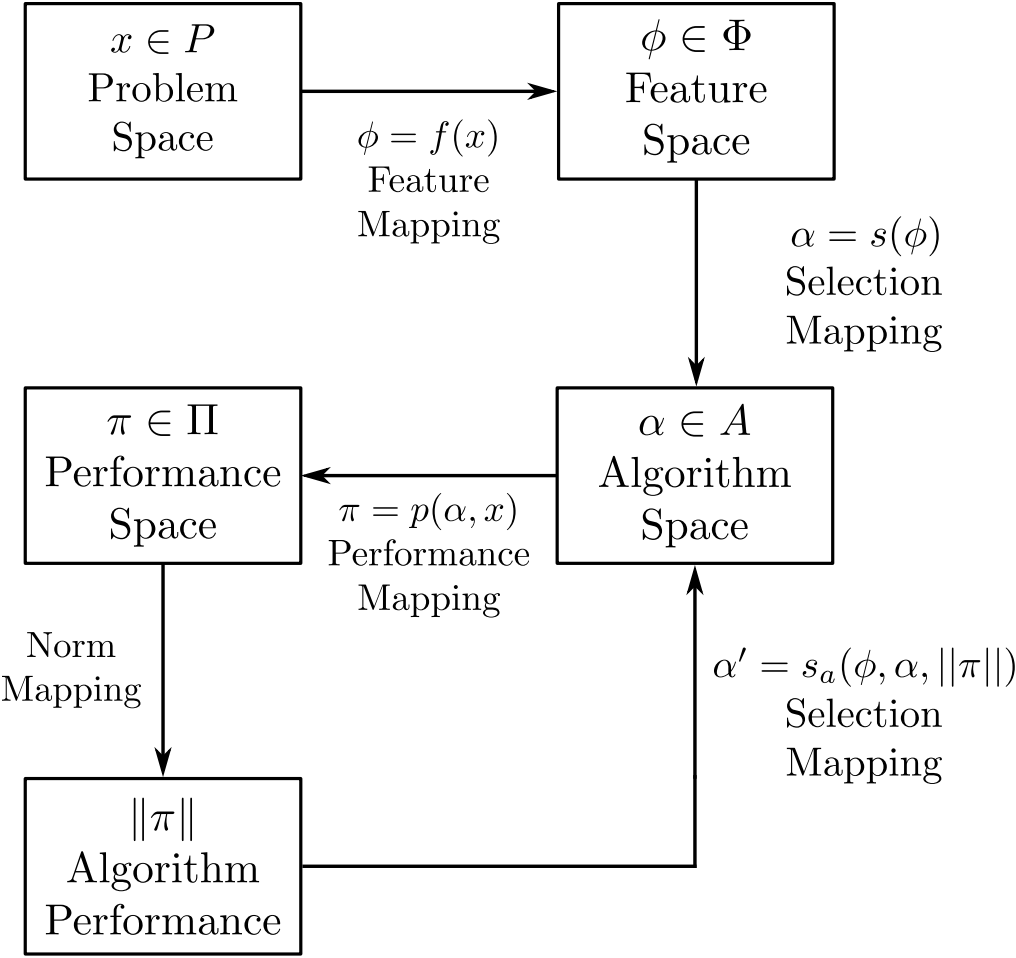 x ∈ P
Problem
Space
ϕ = f(x)
Feature
Mapping
ϕ ∈ Φ
Feature
Space
α = s(ϕ)
Selection
Mapping
α ∈ A
Algorithm
Space
π = p(α, x)
Performance
Mapping
π ∈ Π
Performance
Space
Norm
Mapping
‖π‖
Algorithm
Performance
α′ = sₐ(ϕ, α, ||π||)
Selection
Mapping